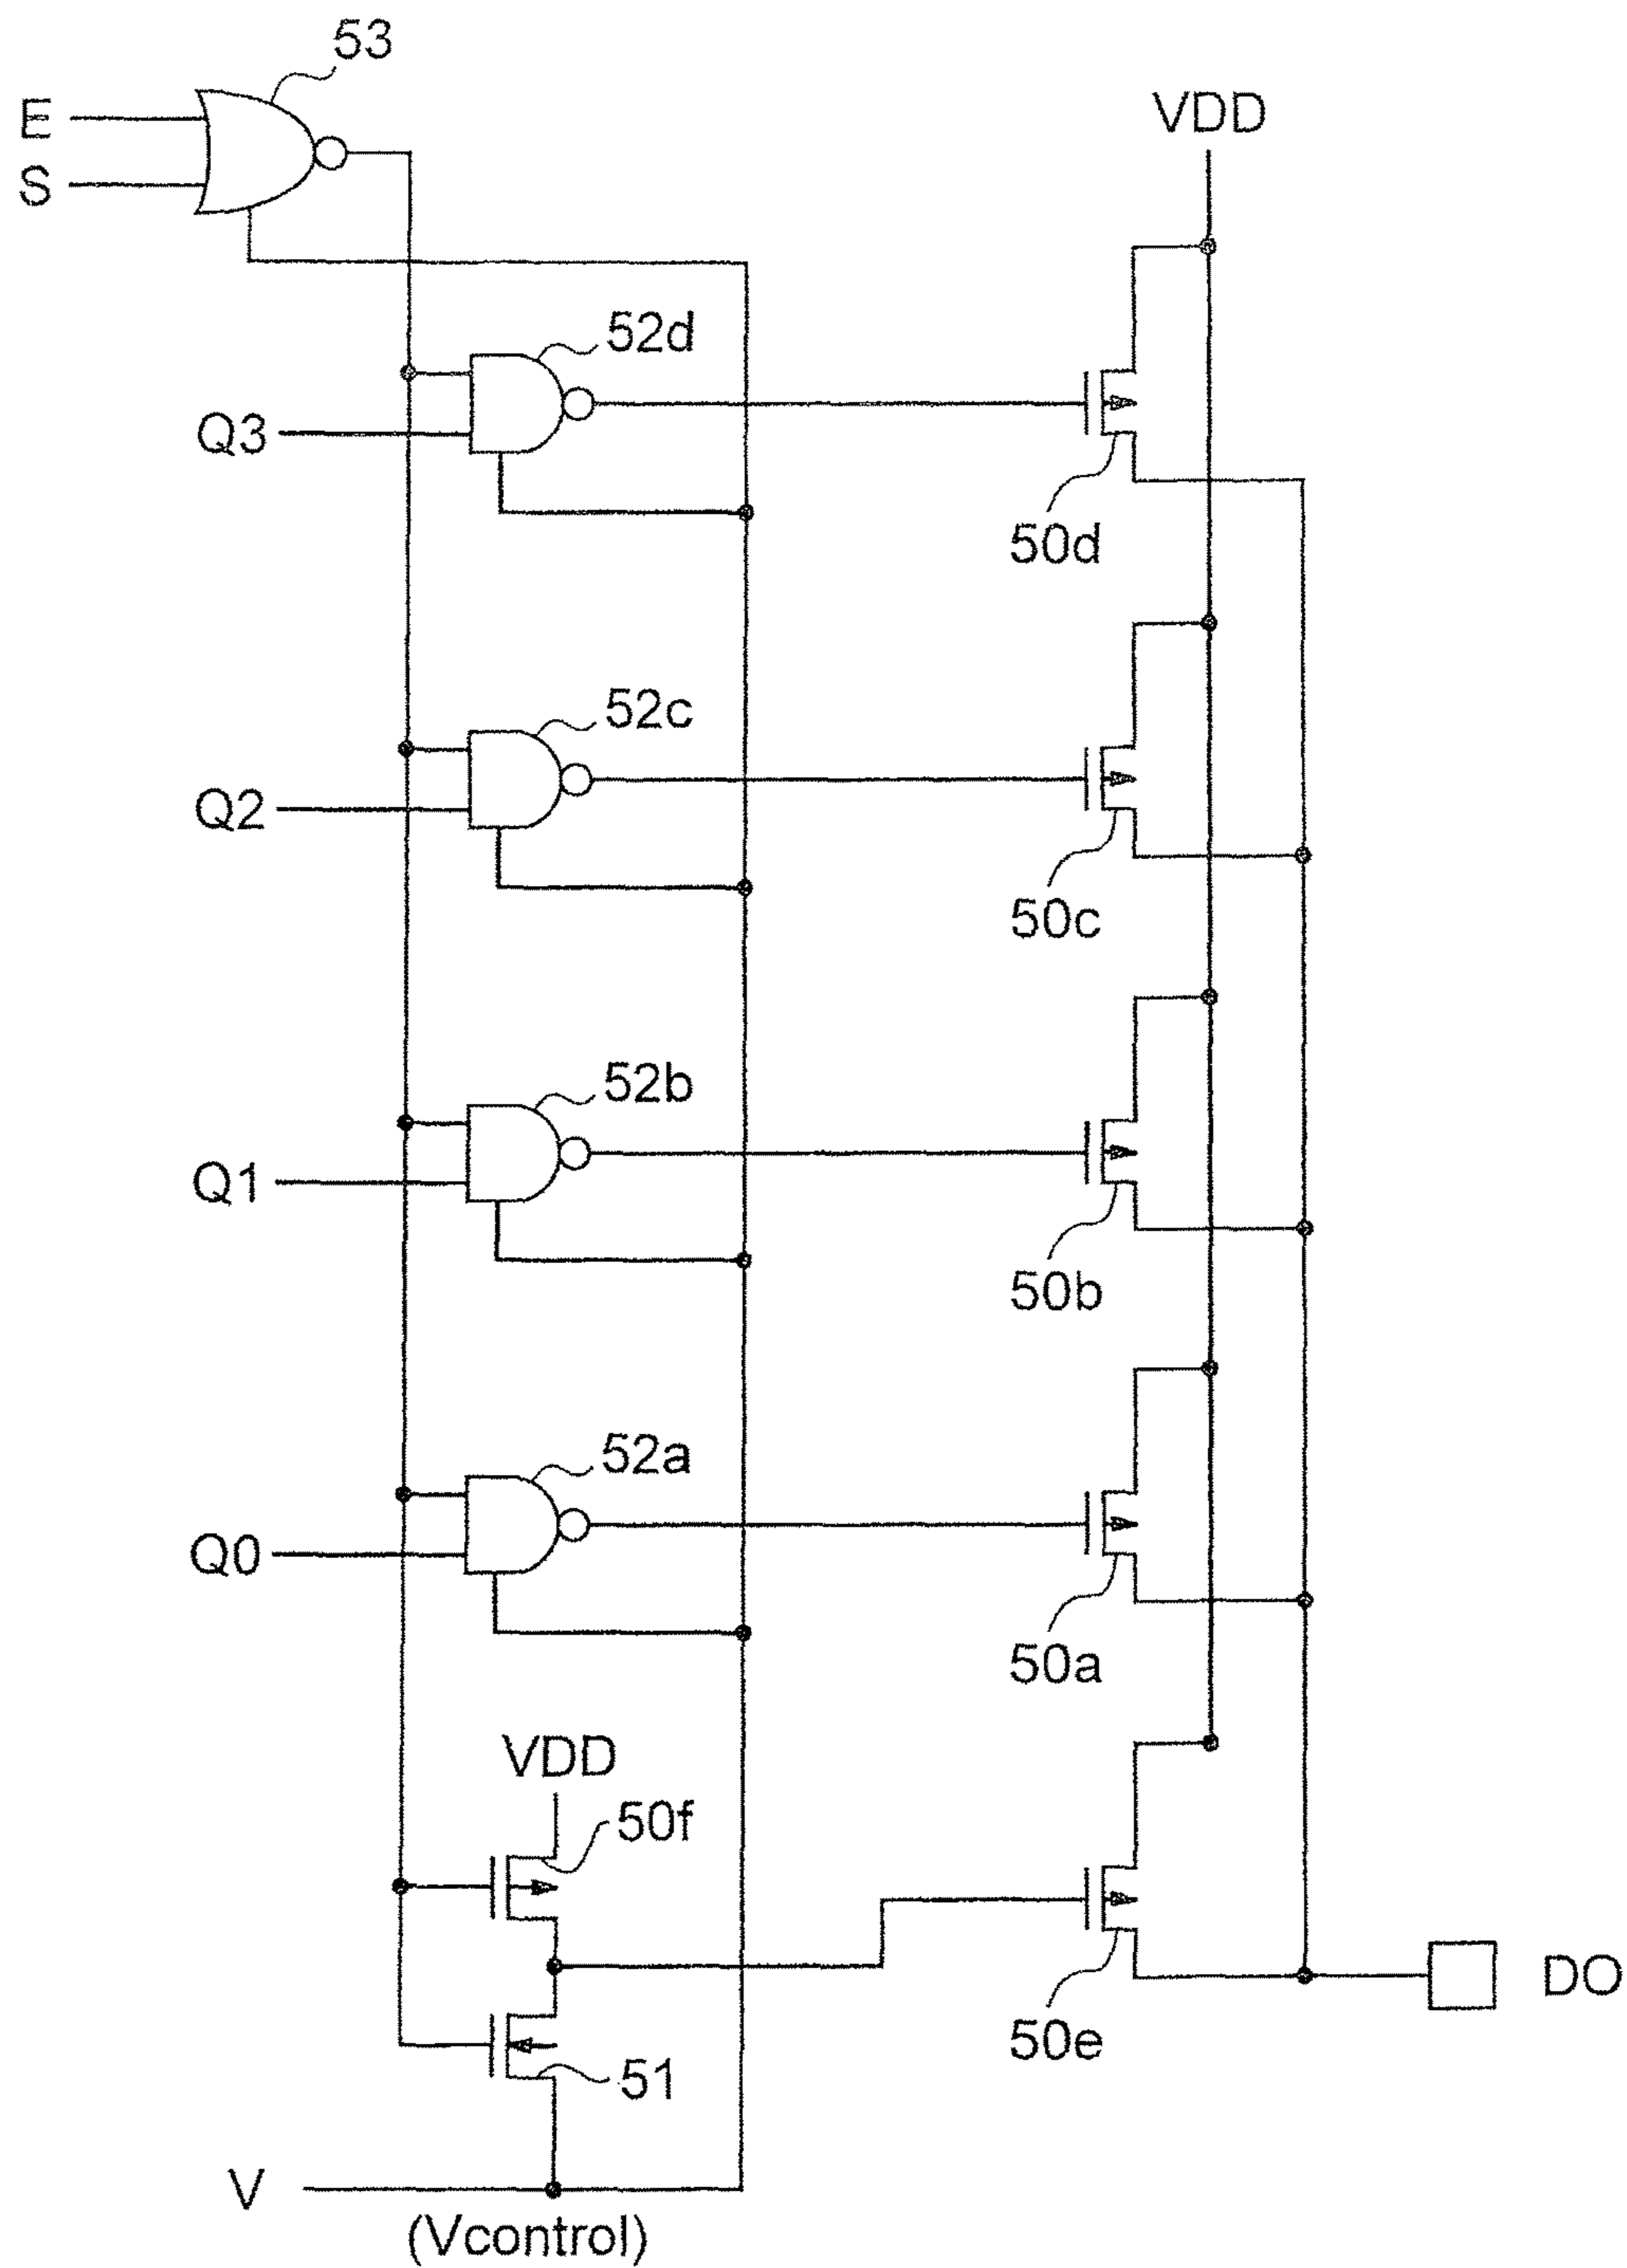 53
E
VDD
S
52d
Q3
50d
52c
Q2
50c
52b
Q1
50b
52a
Q0
50a
VDD
50f
DO
50e
51
V
(Vcontrol)